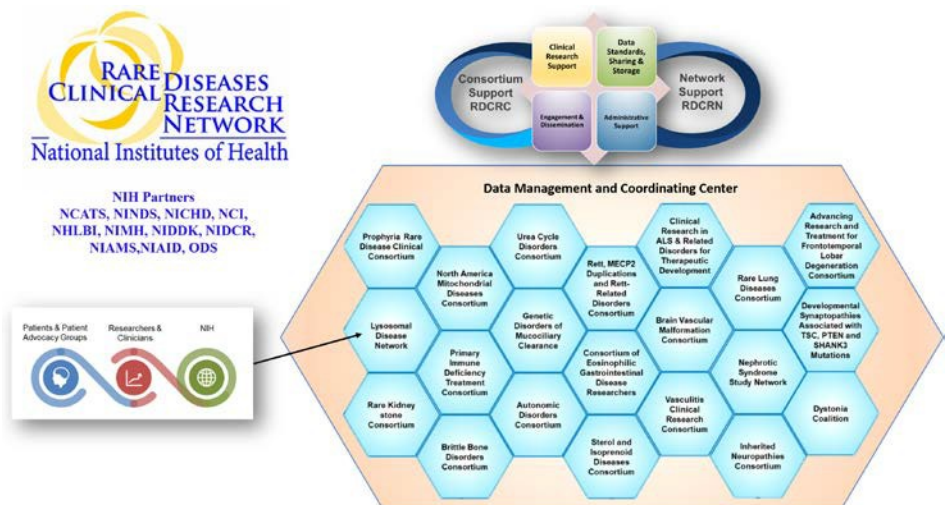 RARE
CLINICAL DISEASES
RESEARCH
NETWORK
National Institutes of Health
NIH Partners
NCATS, NINDS, NICHD, NCI,
NHLBI, NIMH, NIDDK, NIDCR,
NIAMS,NIAID, ODS
Patients & Patient
Advocacy Groups
Researchers &
Clinicians
NIH
Consortium
Support
RDCRC
Clinical
Research
Support
Data
Standards,
Sharing &
Storage
Engagement &
Dissemination
Administrative
Support
Network
Support
RDCRN
Data Management and Coordinating Center
Prophyria Rare
Disease Clinical
Consortium
Lysosomal
Disease Network
Rare Kidney
stone
Consortium
North America
Mitochondrial
Diseases
Consortium
Primary
Immune
Deficiency
Treatment
Consortium
Brittle Bone
Disorders
Consortium
Urea Cycle
Disorders
Consortium
Genetic
Disorders of
Mucociliary
Clearance
Autonomic
Disorders
Consortium
Rett, MECP2
Duplications
and Rett-
Related
Disorders
Consortium
Consortium of
Eosinophilic
Gastrointestinal
Disease
Researchers
Sterol and
Isoprenoid
Diseases
Consortium
Clinical
Research in
ALS & Related
Disorders for
Therapeutic
Development
Brain Vascular
Malformation
Consortium
Vasculitis
Clinical
Research
Consortium
Rare Lung
Diseases
Consortium
Nephrotic
Syndrome
Study Network
Inherited
Neuropathies
Consortium
Advancing
Research and
Treatment for
Frontotemporal
Lobar
Degeneration
Consortium
Developmental
Synaptopathies
Associated with
TSC, PTEN and
SHANK3
Mutations
Dystonia
Coalition